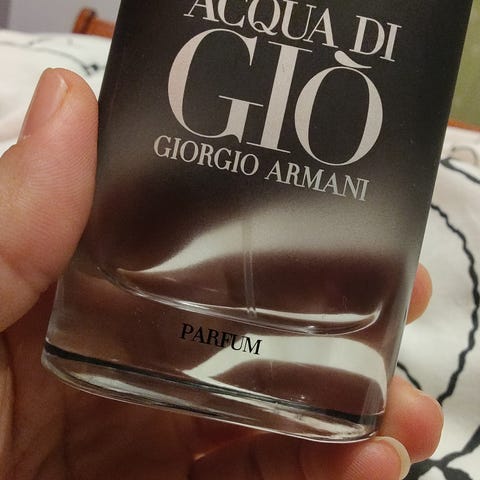 ACQUA DI
GIÒ
GIORGIO ARMANI
PARFUM